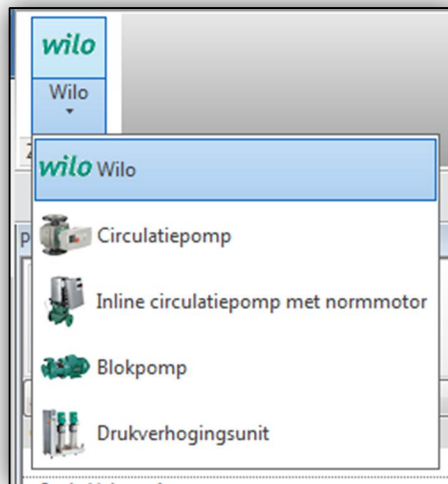 wilo
Wilo
wilo Wilo
Circulatiepomp
Inline circulatiepomp met normmotor
Blokpomp
Drukverhogingsunit